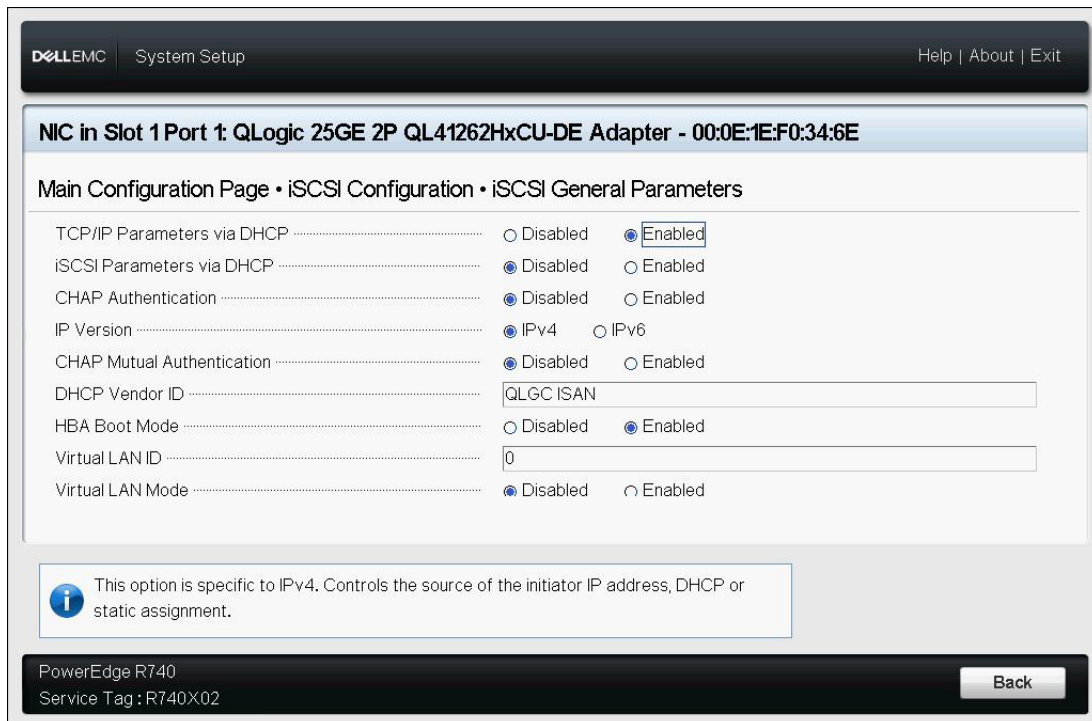 DELLEMC System Setup Help | About | Exit
NIC in Slot 1 Port 1: QLogic 25GE 2P QL41262HxCU-DE Adapter - 00:0E:1E:F0:34:6E
Main Configuration Page • iSCSI Configuration • iSCSI General Parameters
TCP/IP Parameters via DHCP Disabled Enabled
iSCSI Parameters via DHCP Disabled Enabled
CHAP Authentication Disabled Enabled
IP Version IPv4 IPv6
CHAP Mutual Authentication Disabled Enabled
DHCP Vendor ID QLGC ISAN
HBA Boot Mode Disabled Enabled
Virtual LAN ID 0
Virtual LAN Mode Disabled Enabled
This option is specific to IPv4. Controls the source of the initiator IP address, DHCP or
static assignment.
PowerEdge R740
Service Tag : R740X02
Back